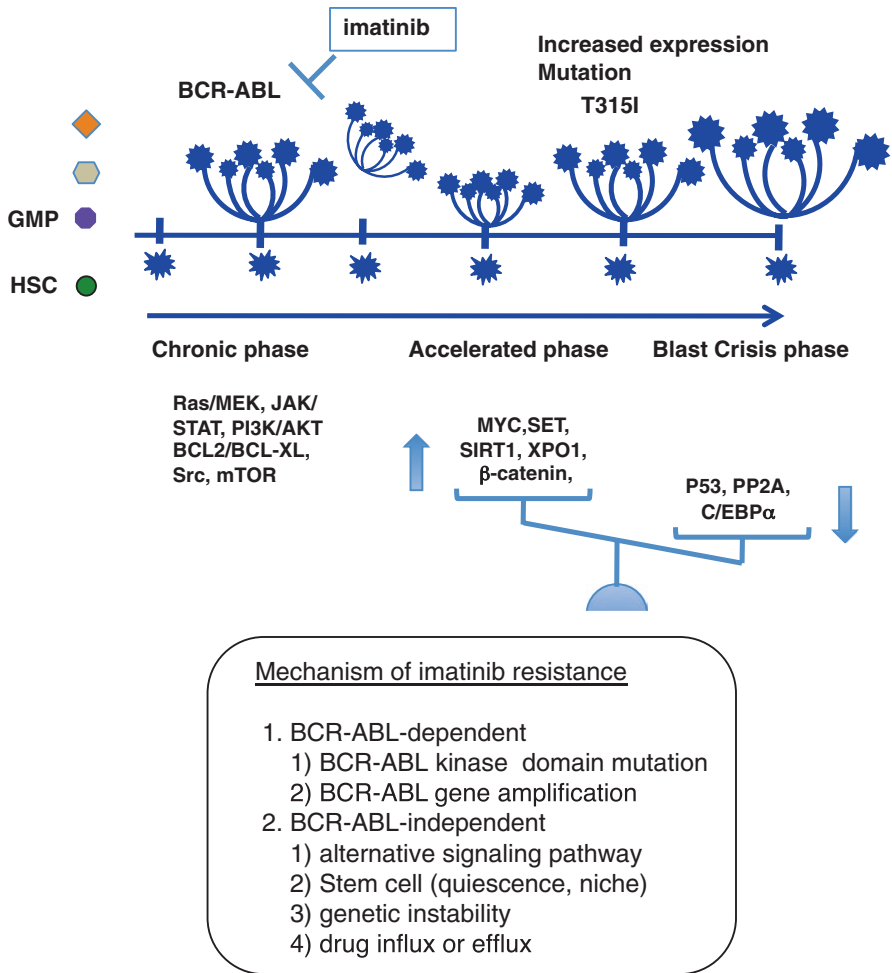 imatinib
BCR-ABL
Increased expression
Mutation
T315I
GMP
HSC
Chronic phase
Accelerated phase
Blast Crisis phase
Ras/MEK, JAK/
STAT, PI3K/AKT
BCL2/BCL-XL,
Src, mTOR
MYC,SET,
SIRT1, XPO1,
β-catenin,
P53, PP2A,
C/EBPα
Mechanism of imatinib resistance
1. BCR-ABL-dependent
1) BCR-ABL kinase domain mutation
2) BCR-ABL gene amplification
2. BCR-ABL-independent
1) alternative signaling pathway
2) Stem cell (quiescence, niche)
3) genetic instability
4) drug influx or efflux